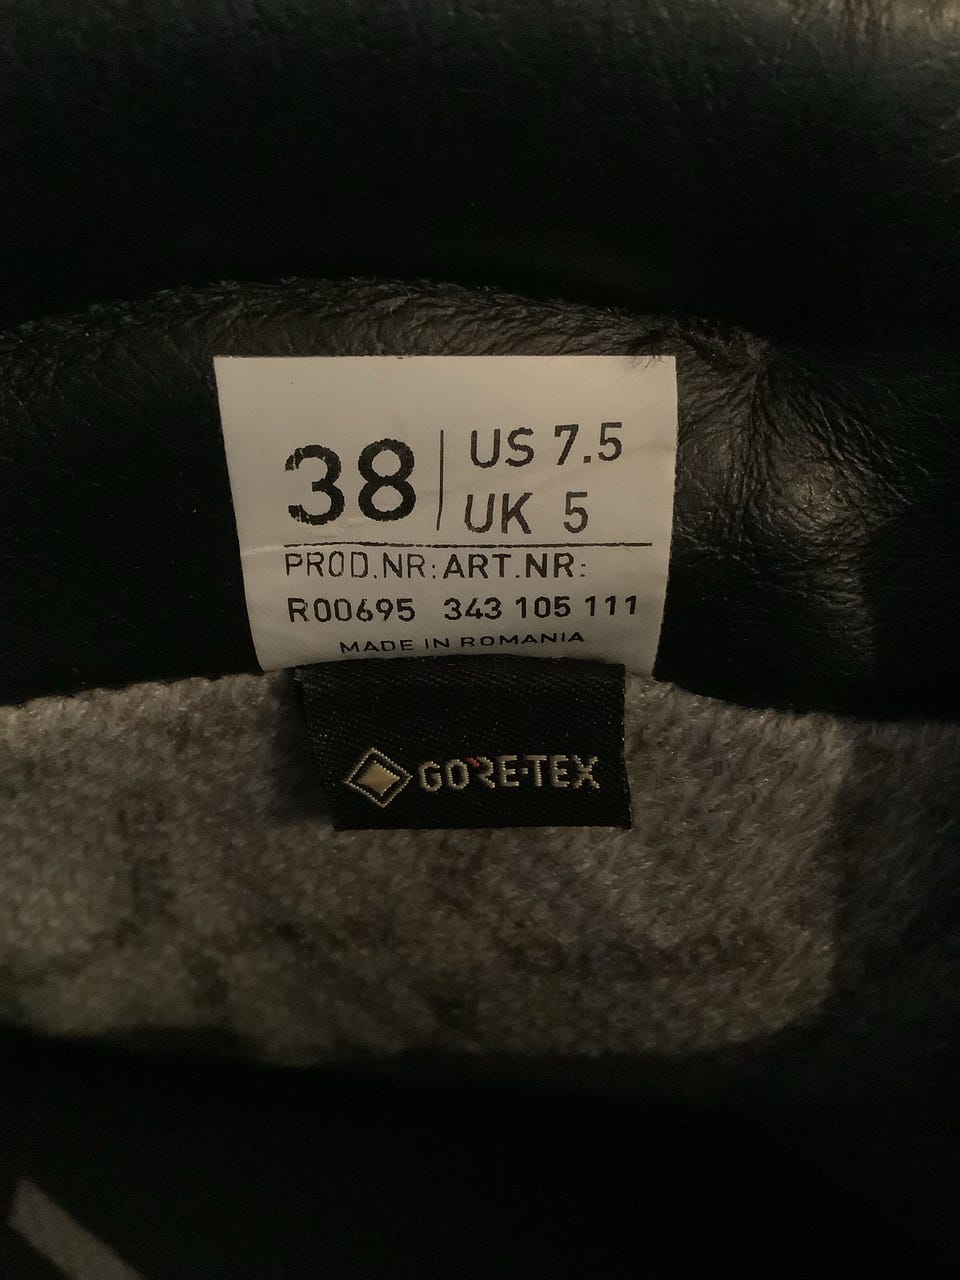 38
US 7.5
UK 5
PROD.NR: ART.NR:
R00695 343 105 111
MADE IN ROMANIA
GORE-TEX